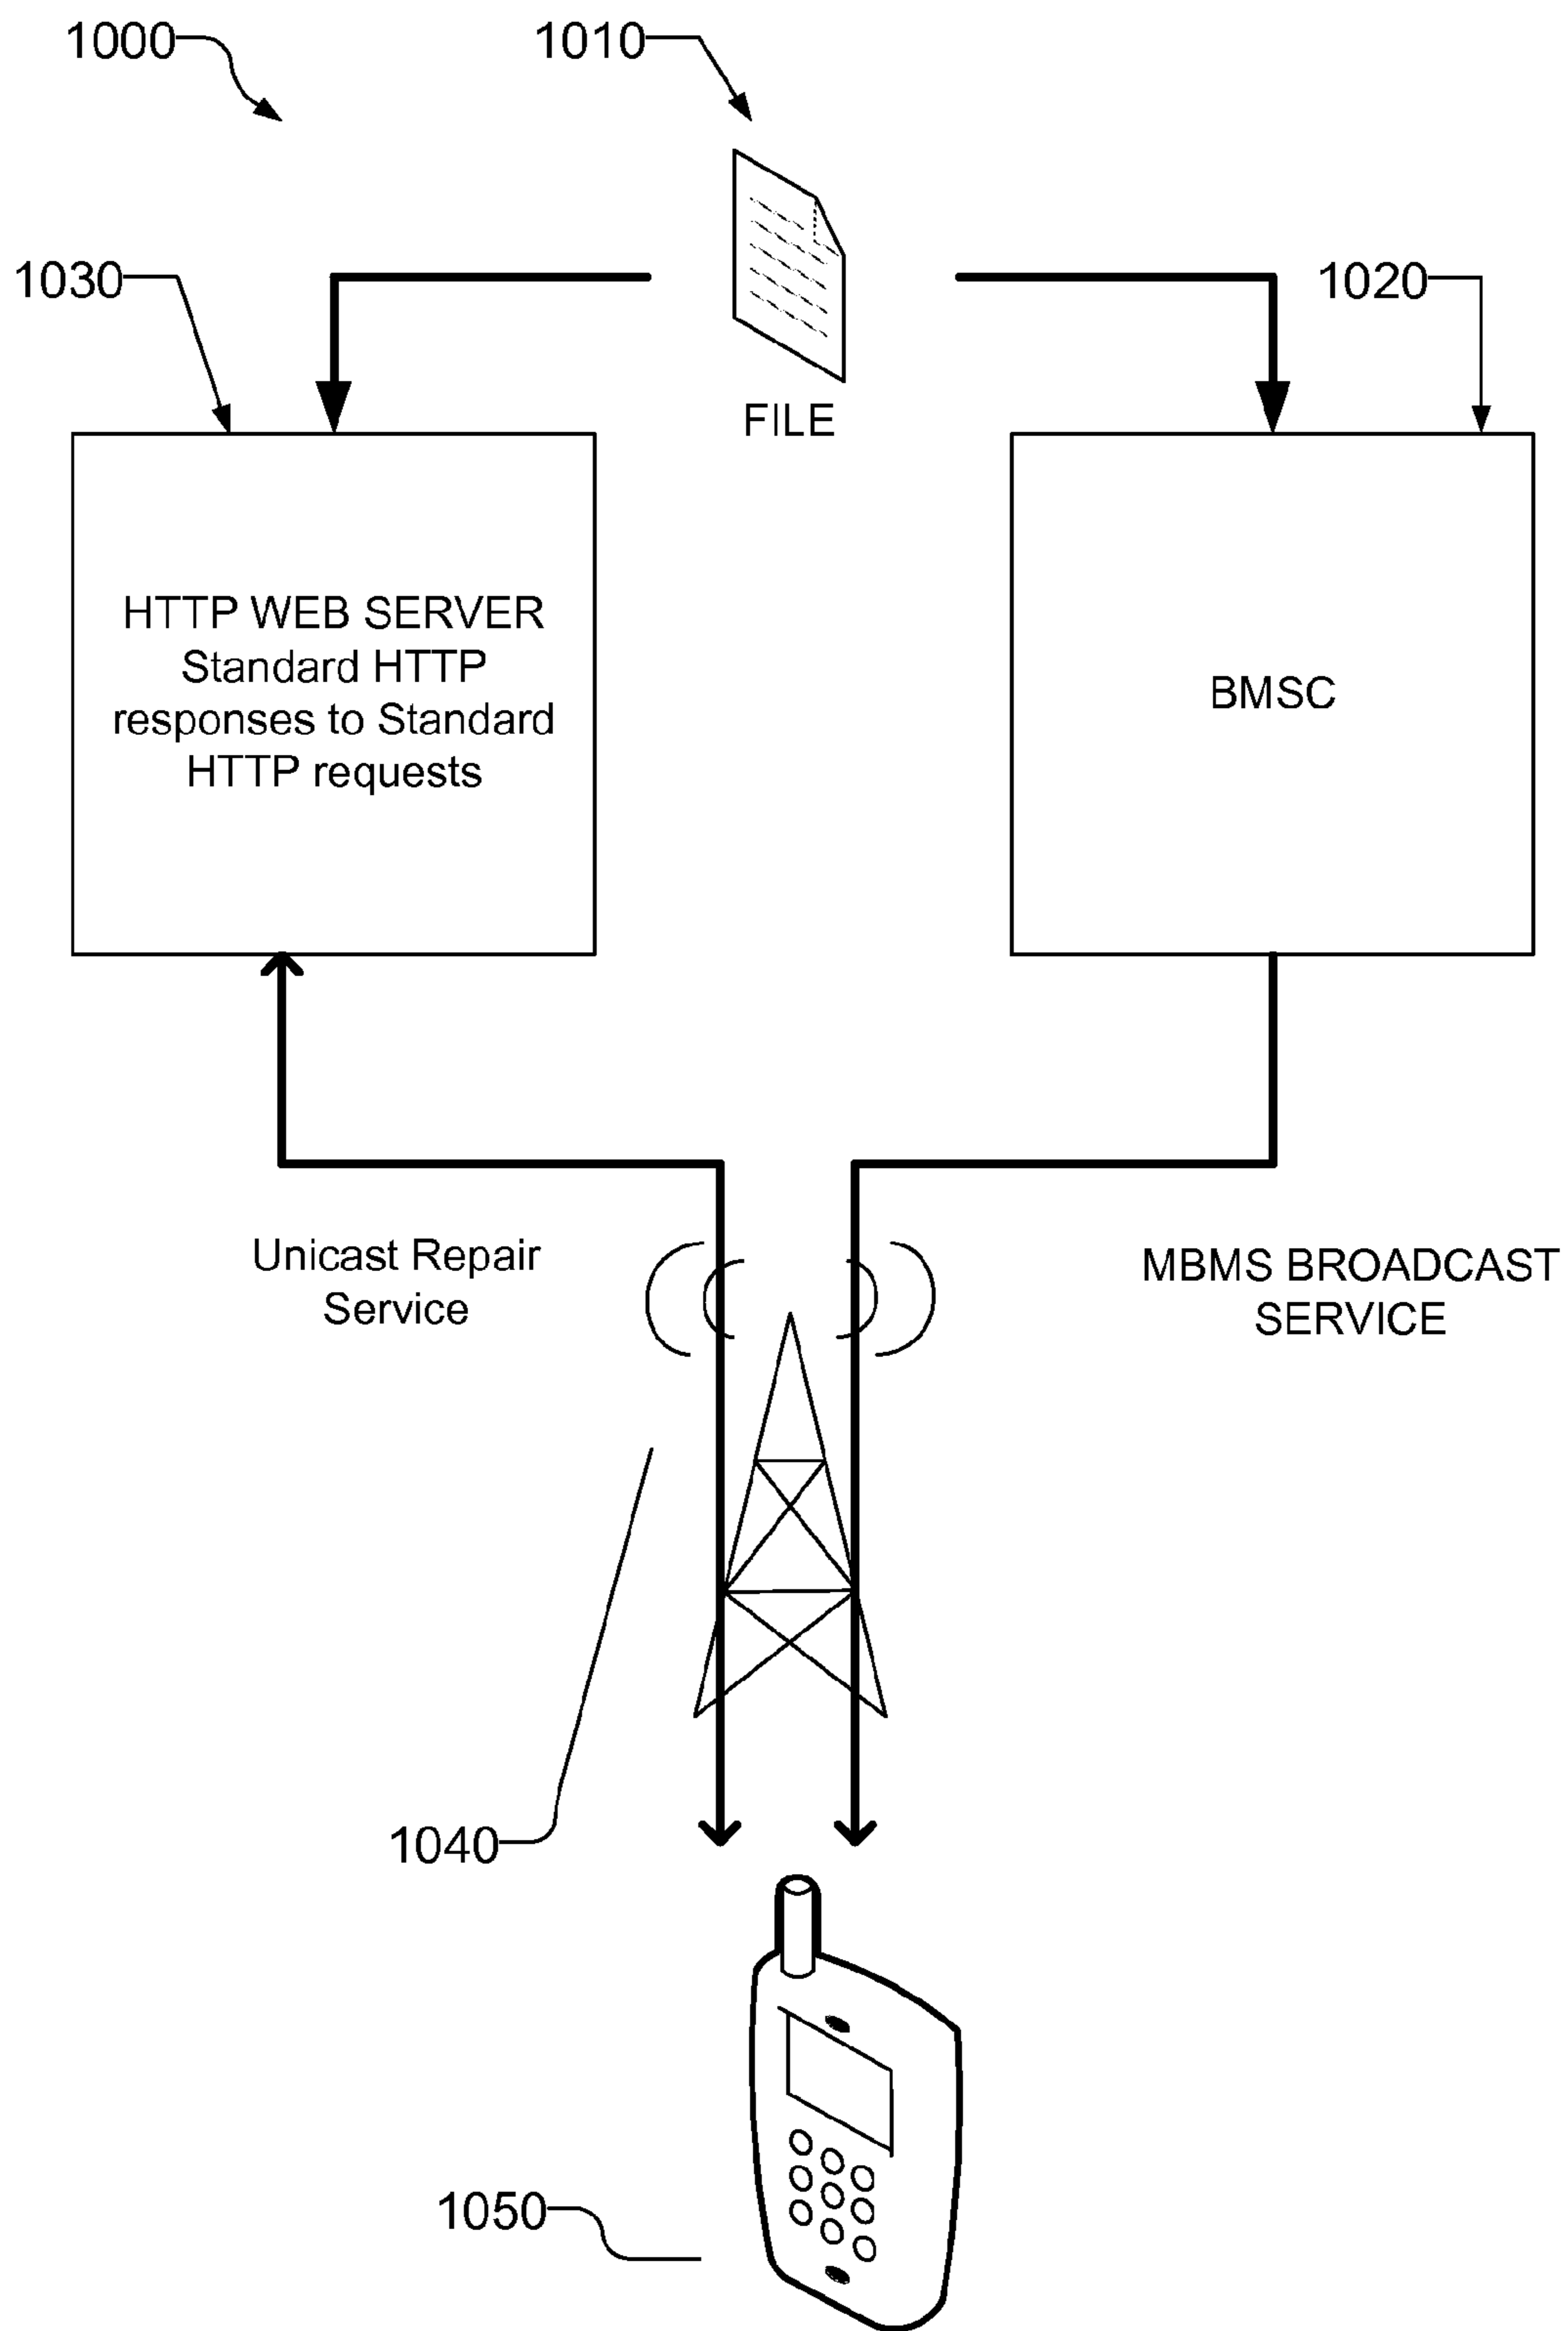 1000
1010
1030
1020
FILE
HTTP WEB SERVER
Standard HTTP
responses to Standard
HTTP requests
BMSC
Unicast Repair
Service
MBMS BROADCAST
SERVICE
1040
1050